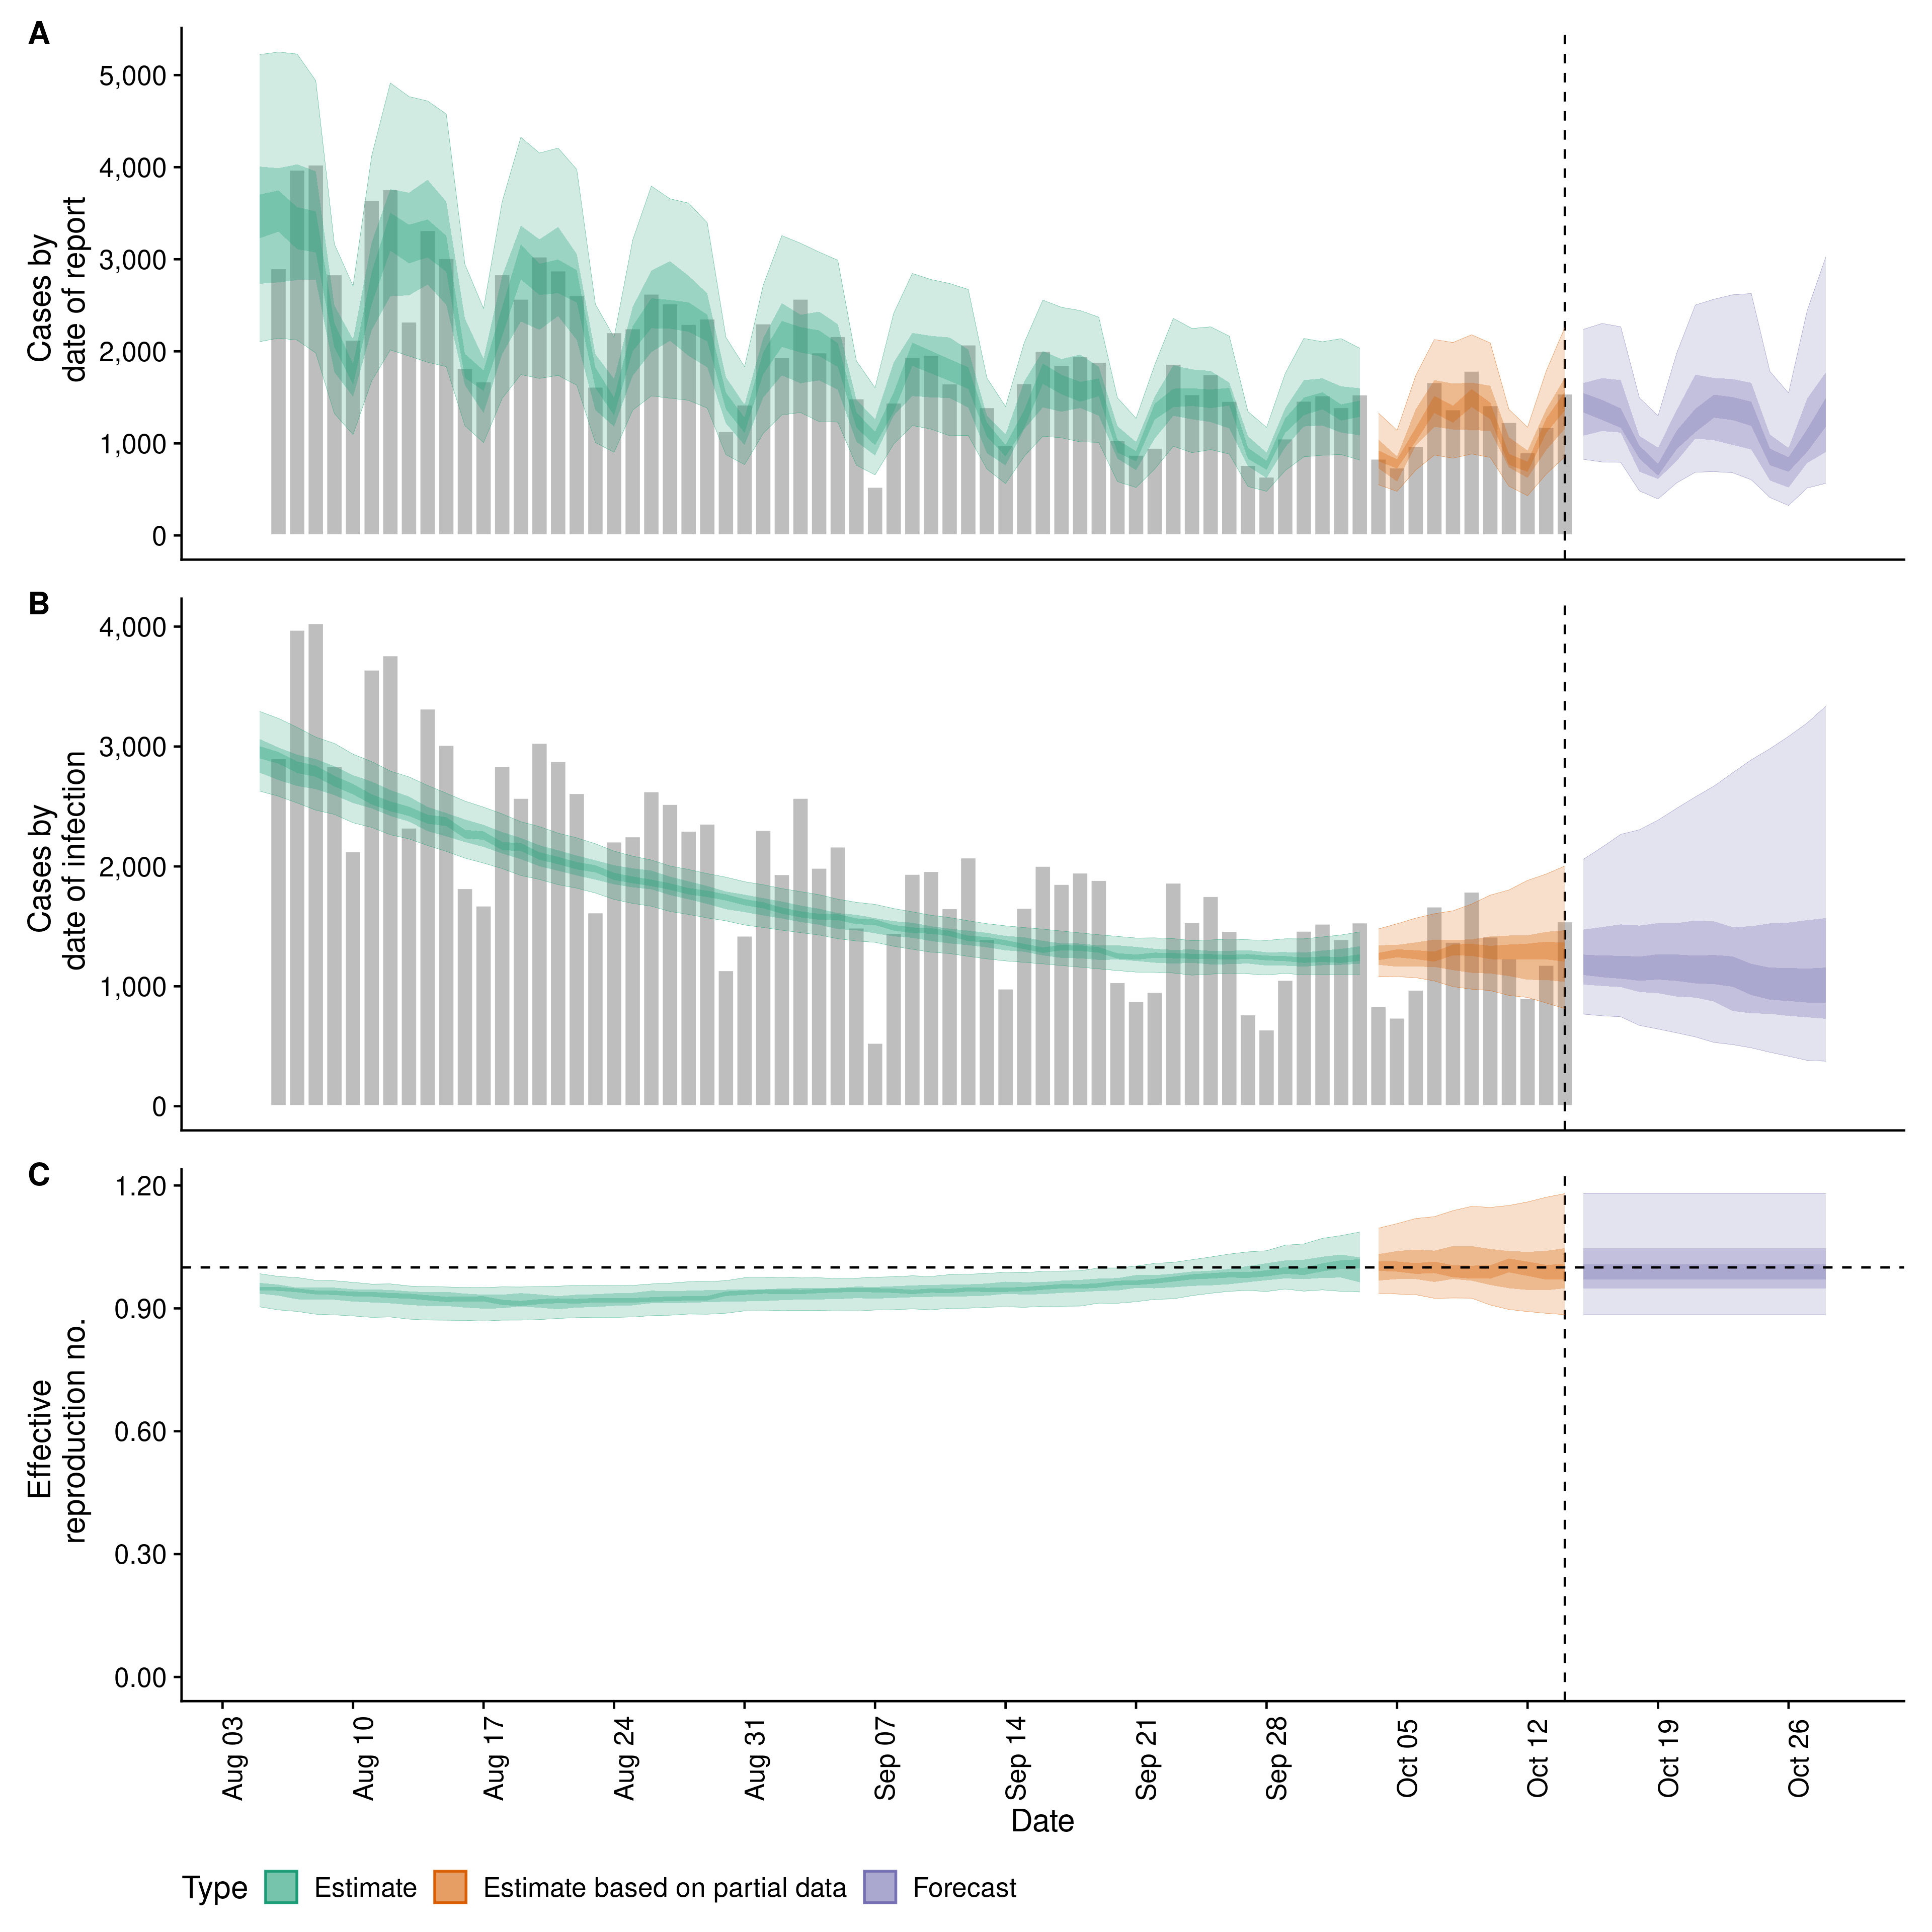 A
5,000
4,000
3,000
2,000
1,000
0
Cases by
date of report
B
4,000
3,000
2,000
1,000
0
Cases by
date of infection
C
1.20
0.90
0.60
0.30
0.00
Effective
reproduction no.
Aug 03
Aug 10
Aug 17
Aug 24
Aug 31
Sep 07
Sep 14
Sep 21
Sep 28
Oct 05
Oct 12
Oct 19
Oct 26
Date
Type Estimate Estimate based on partial data Forecast